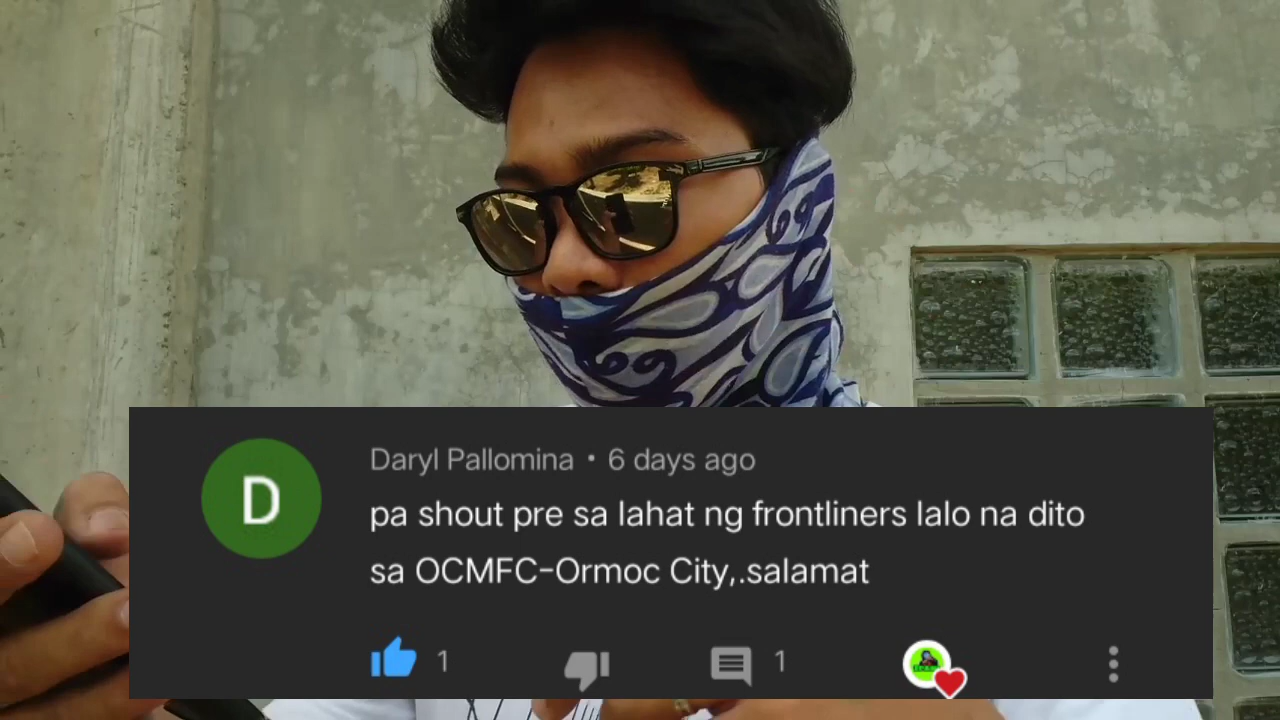 D
Daryl Pallomina • 6 days ago
pa shout pre sa lahat ng frontliners lalo na dito
sa OCMFC-Ormoc City,.salamat
1
1